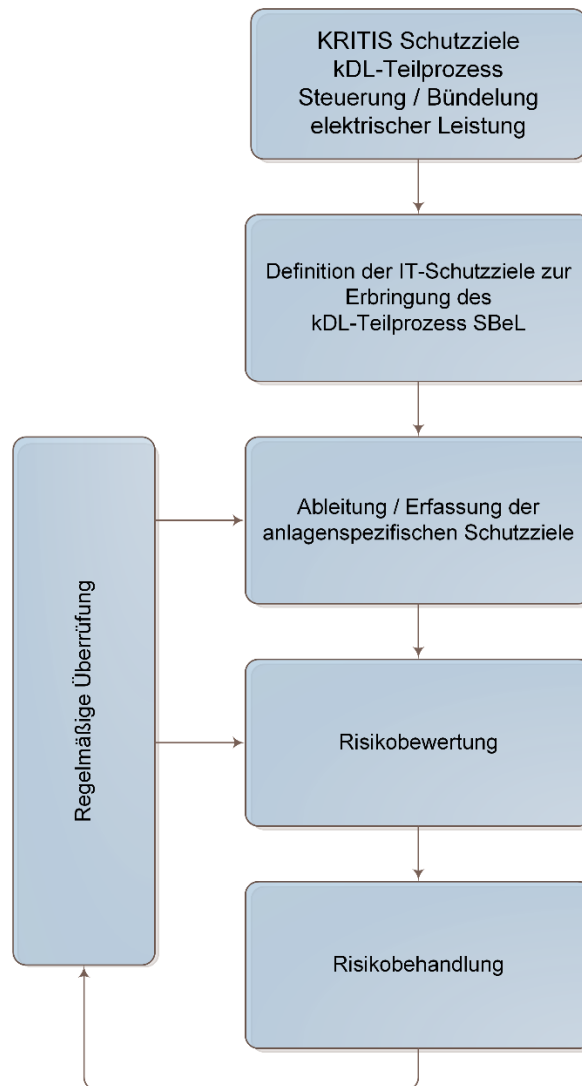 KRITIS Schutzziele
kDL-Teilprozess
Steuerung / Bündelung
elektrischer Leistung
Definition der IT-Schutzziele zur
Erbringung des
kDL-Teilprozess SBeL
Ableitung / Erfassung der
anlagenspezifischen Schutzziele
Regelmäßige Überrüfung
Risikobewertung
Risikobehandlung